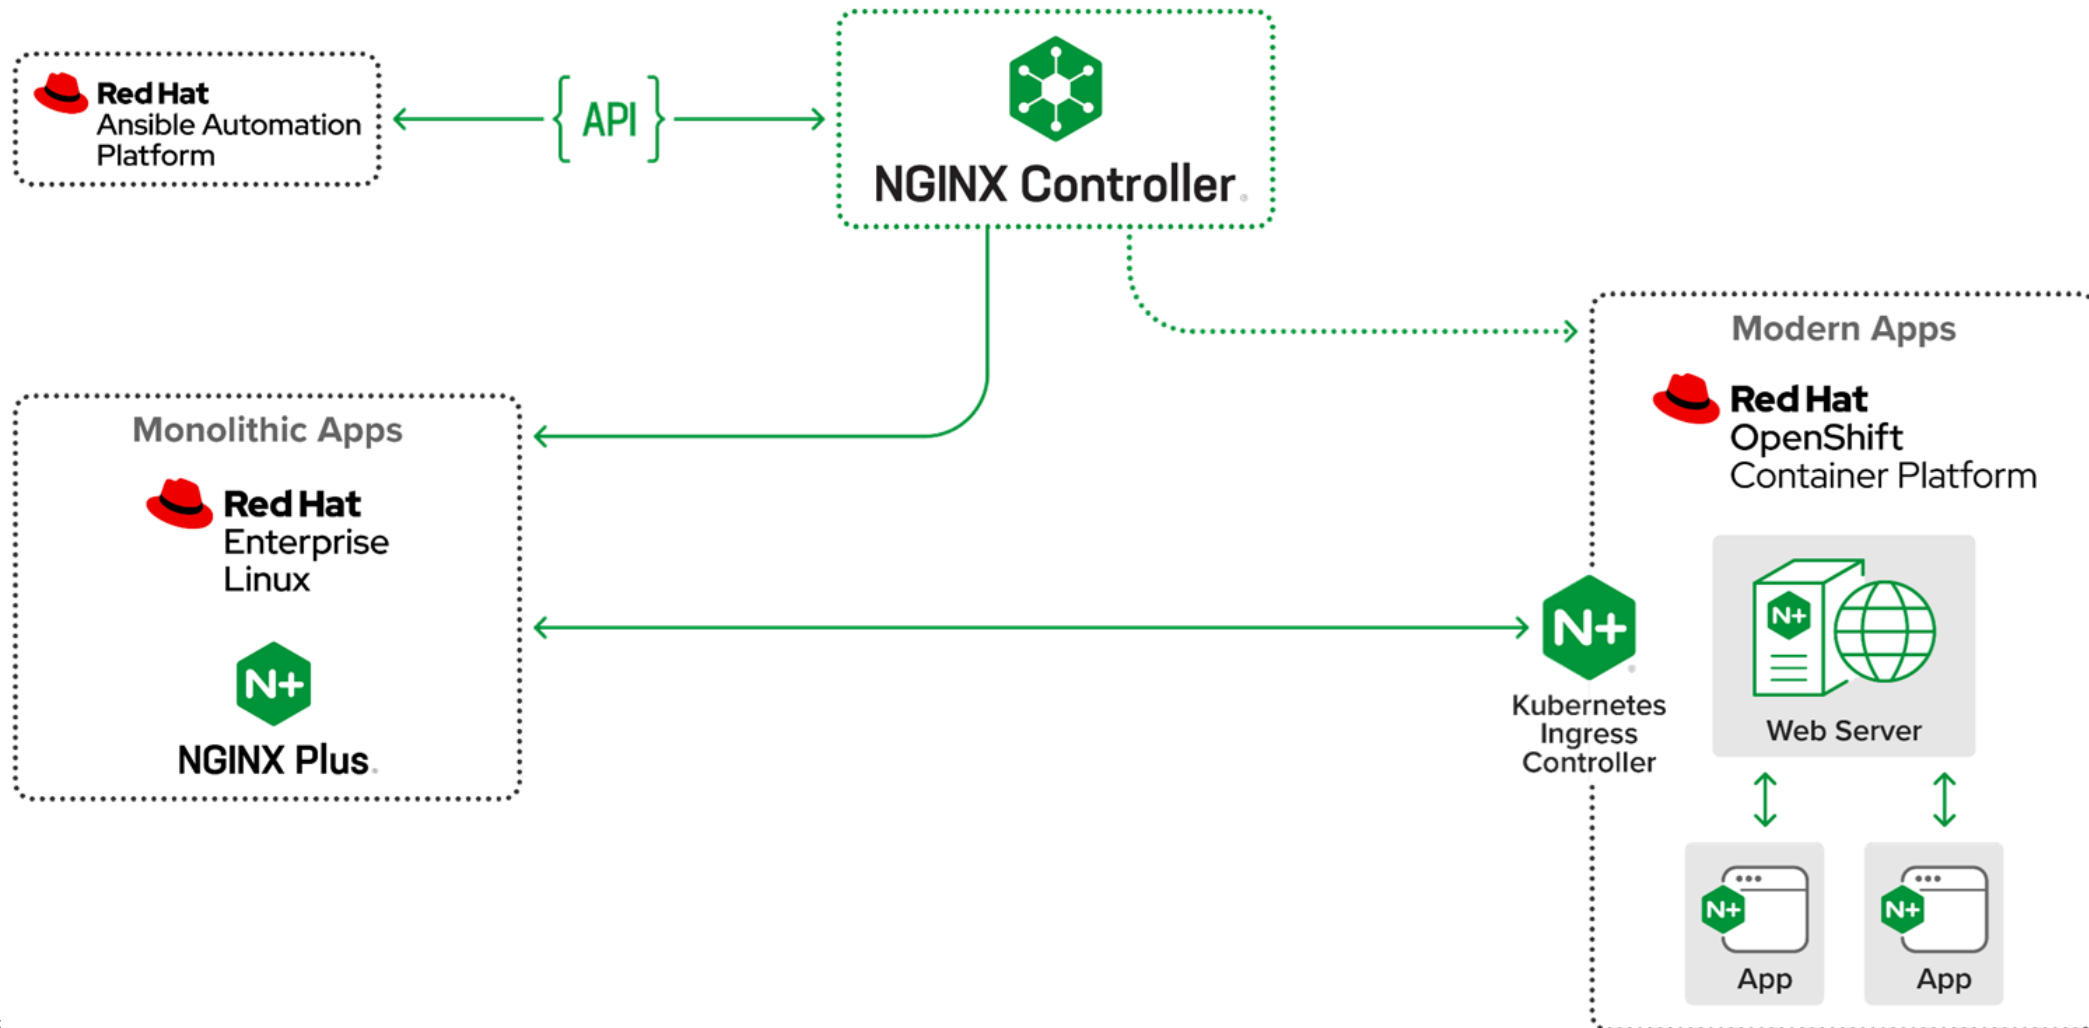 Red Hat
Ansible Automation
Platform
{ API }
NGINX Controller
Monolithic Apps
Red Hat
Enterprise
Linux
N+
NGINX Plus
N+
Kubernetes
Ingress
Controller
Modern Apps
Red Hat
OpenShift
Container Platform
N+
Web Server
N+
App
N+
App